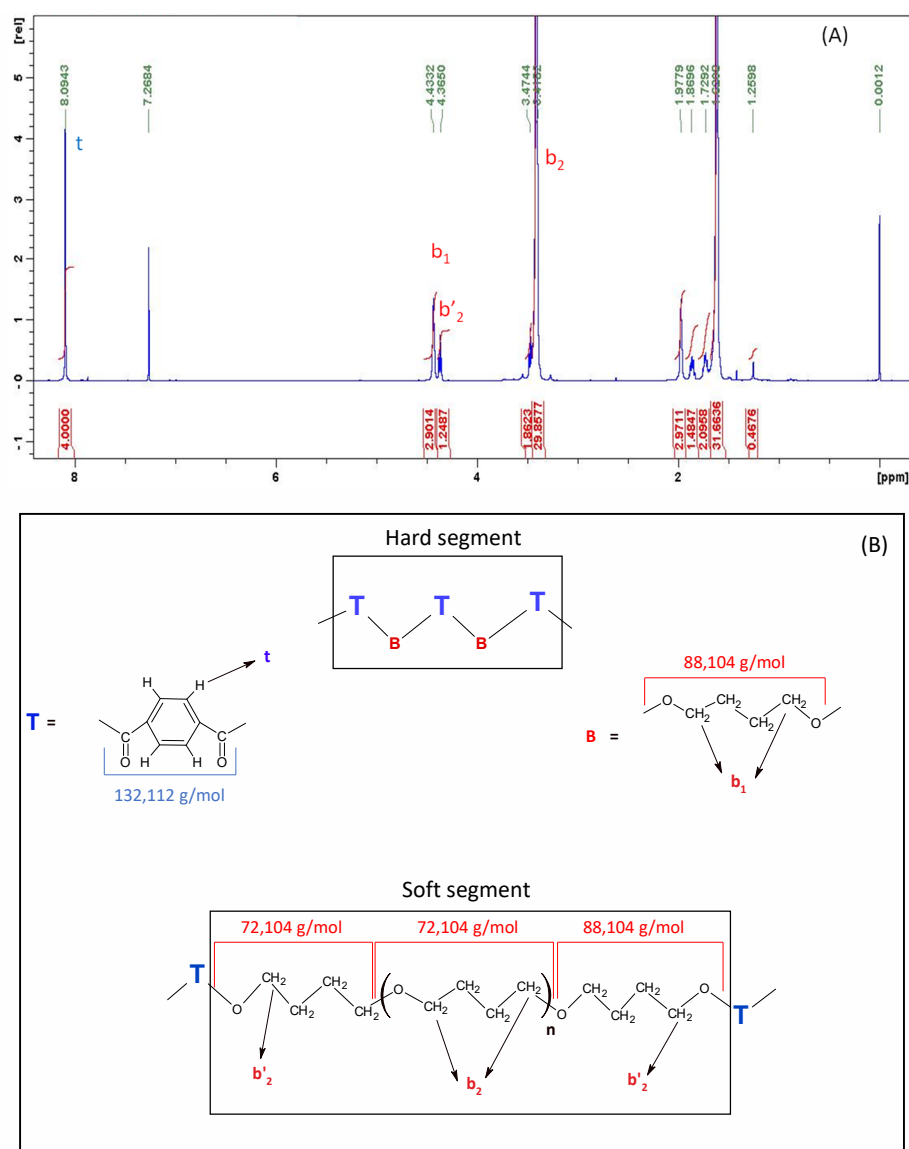 [rel]
(A)
8.0943
7.2684
4.4332
4.3650
3.4744
1.9779
1.8696
1.7292
1.2598
0.0012
5
4
3
2
1
0
-1
t
b1
b'2
b2
4.0000
2.9014
1.2487
1.8623
29.8577
2.9711
1.4847
2.0958
31.6636
0.4676
8
6
4
2
[ppm]
(B)
Hard segment
T T T
B B
T =
H H
t
C C
O H H O
132,112 g/mol
88,104 g/mol
B =
O CH2 CH2 CH2 CH2 O
b1
Soft segment
72,104 g/mol 72,104 g/mol 88,104 g/mol
T O CH2 CH2 CH2 CH2 ( O CH2 CH2 CH2 CH2 ) n O CH2 CH2 CH2 CH2 O T
b'2 b2 b'2